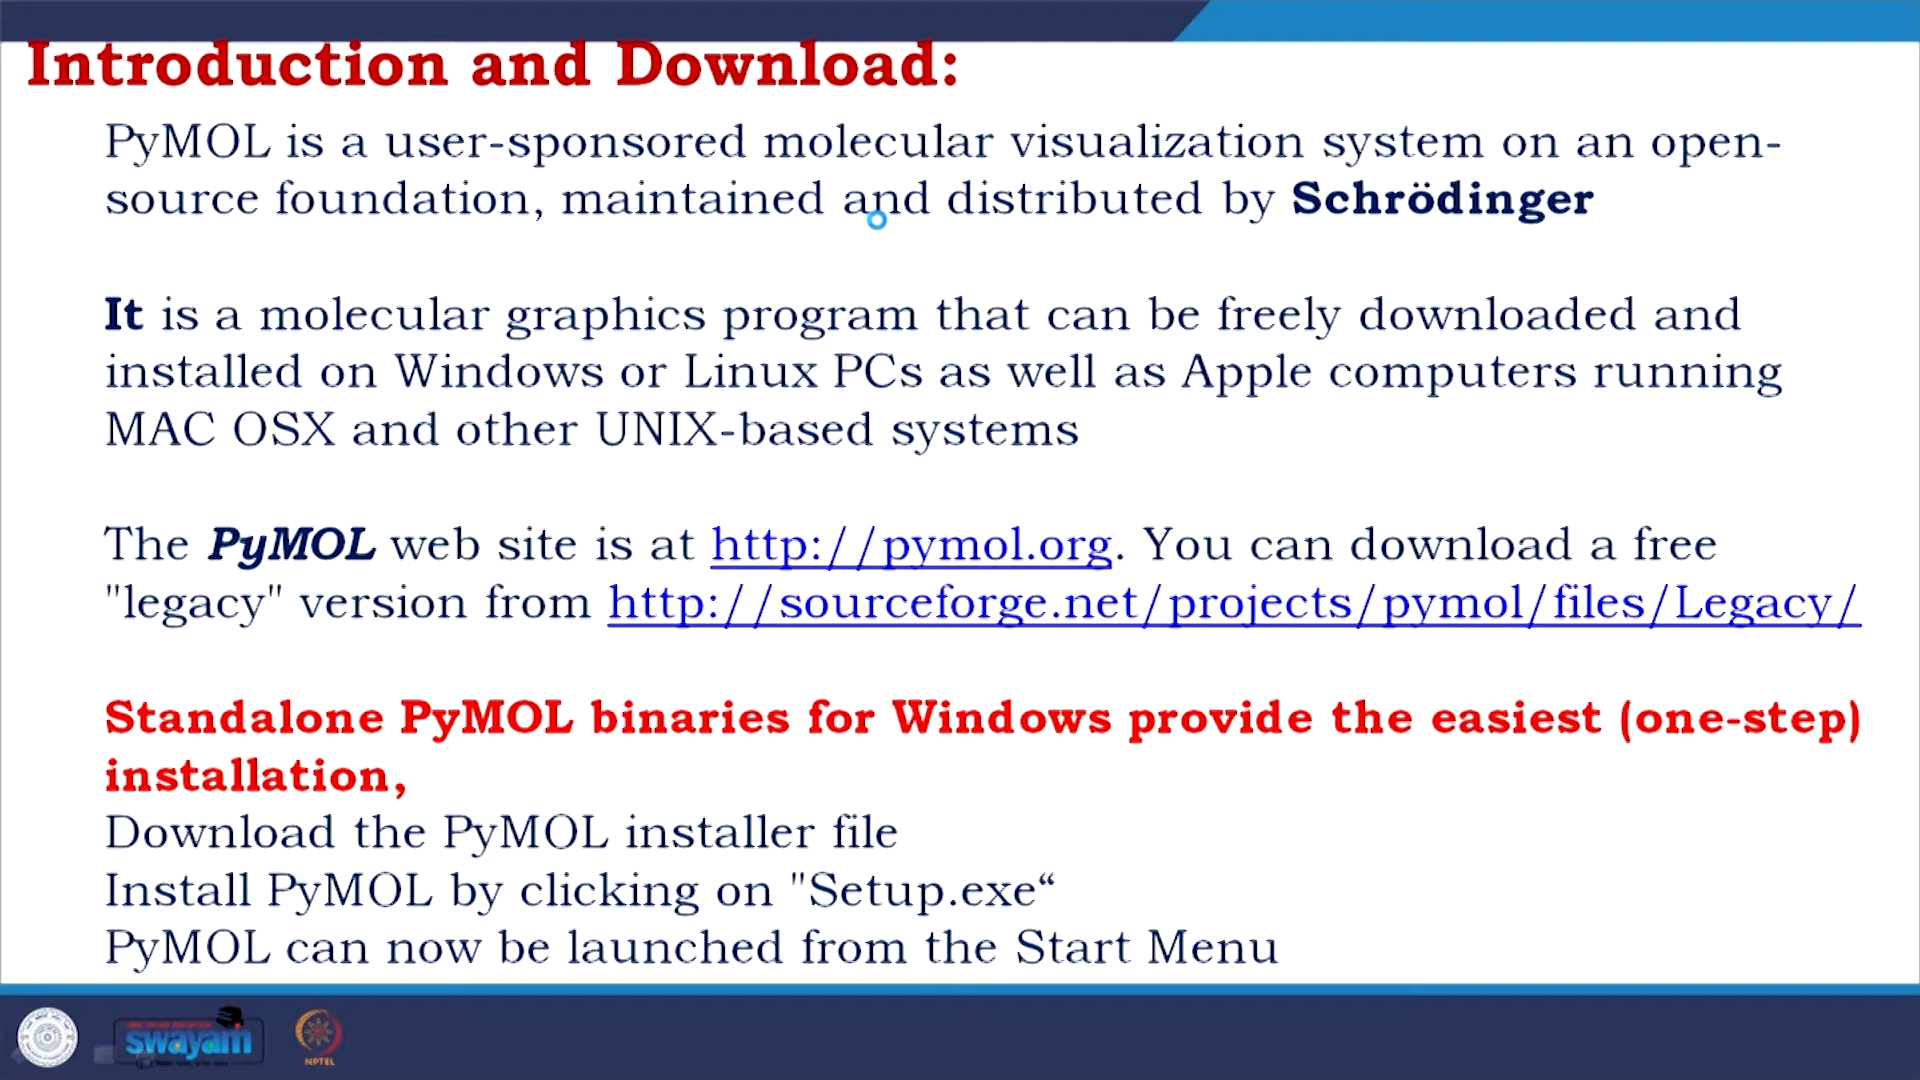 Introduction and Download:
PyMOL is a user-sponsored molecular visualization system on an open-
source foundation, maintained and distributed by Schrödinger
It is a molecular graphics program that can be freely downloaded and
installed on Windows or Linux PCs as well as Apple computers running
MAC OSX and other UNIX-based systems
The PyMOL web site is at http://pymol.org. You can download a free
"legacy" version from http://sourceforge.net/projects/pymol/files/Legacy/
Standalone PyMOL binaries for Windows provide the easiest (one-step)
installation,
Download the PyMOL installer file
Install PyMOL by clicking on "Setup.exe“
PyMOL can now be launched from the Start Menu
swayam
NPTEL